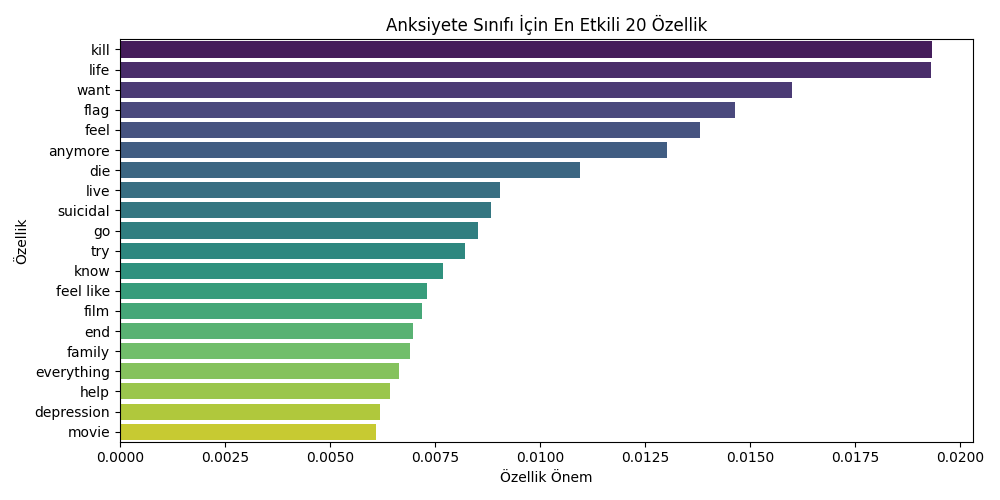 Anksiyete Sınıfı İçin En Etkili 20 Özellik
kill
life
want
flag
feel
anymore
die
live
suicidal
go
try
know
feel like
film
end
family
everything
help
depression
movie
Özellik
0.0000 0.0025 0.0050 0.0075 0.0100 0.0125 0.0150 0.0175 0.0200
Özellik Önem